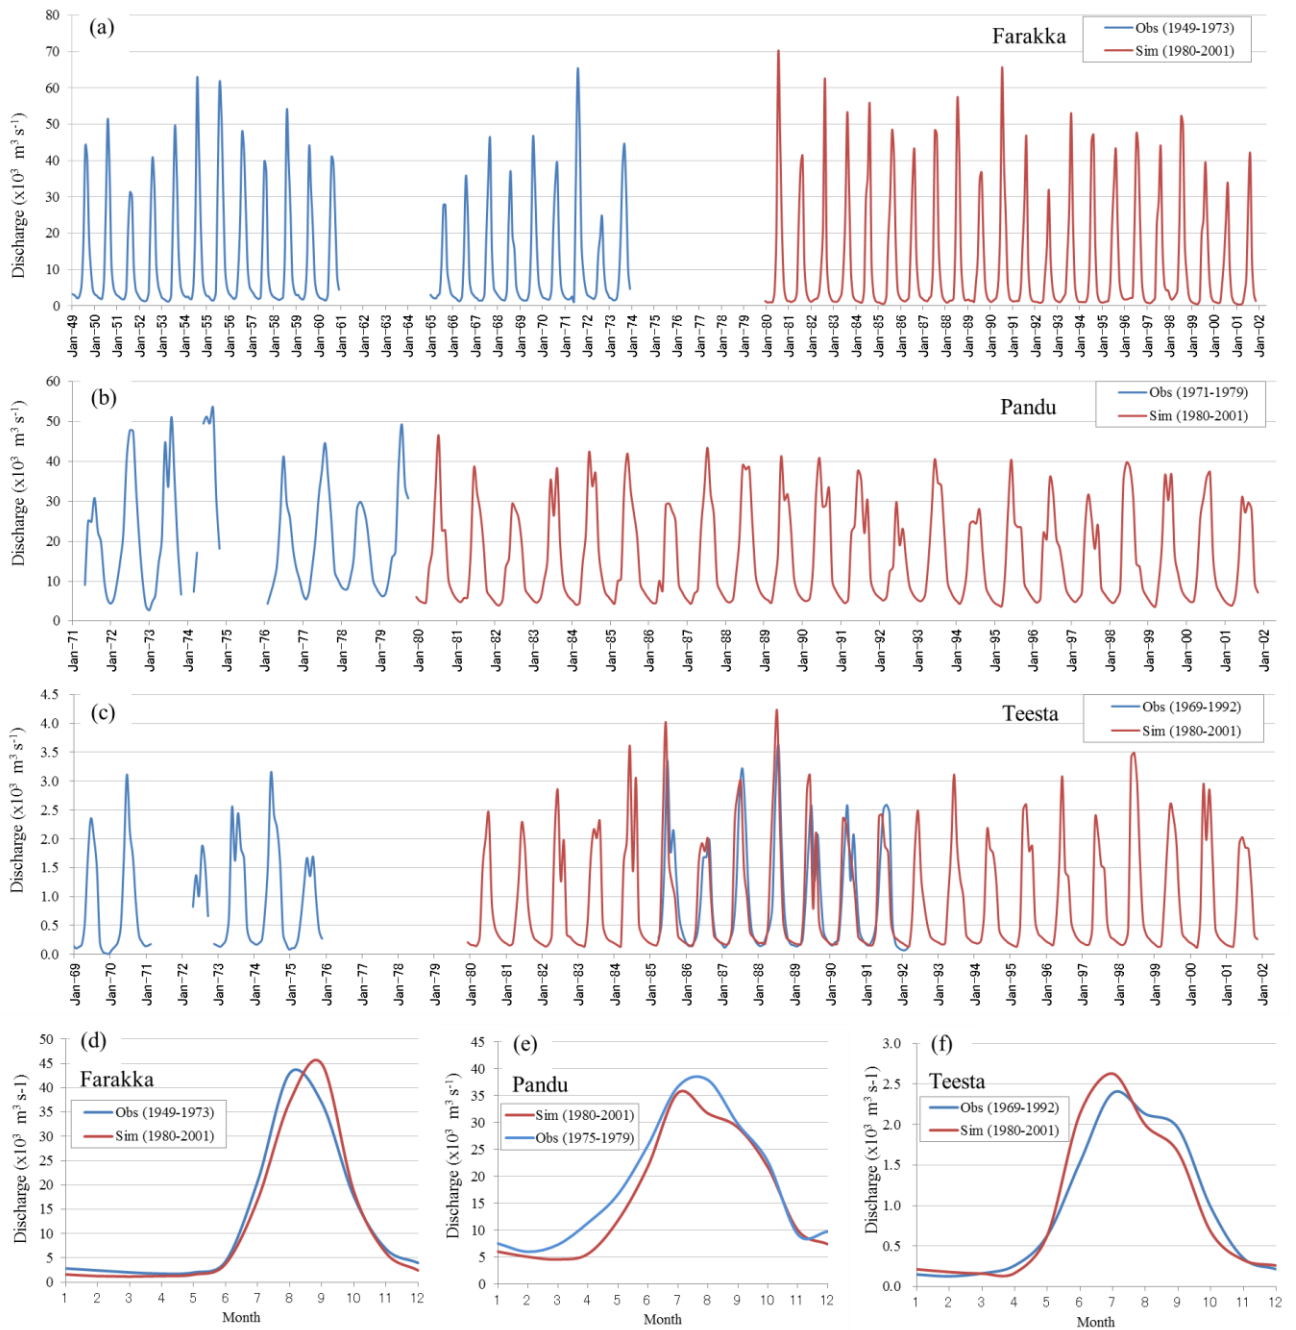 (a)
Farakka
Obs (1949-1973)
Sim (1980-2001)
Discharge (x10³ m³ s⁻¹)
80
70
60
50
40
30
20
10
0
Jan-49 Jan-50 Jan-51 Jan-52 Jan-53 Jan-54 Jan-55 Jan-56 Jan-57 Jan-58 Jan-59 Jan-60 Jan-61 Jan-62 Jan-63 Jan-64 Jan-65 Jan-66 Jan-67 Jan-68 Jan-69 Jan-70 Jan-71 Jan-72 Jan-73 Jan-74 Jan-75 Jan-76 Jan-77 Jan-78 Jan-79 Jan-80 Jan-81 Jan-82 Jan-83 Jan-84 Jan-85 Jan-86 Jan-87 Jan-88 Jan-89 Jan-90 Jan-91 Jan-92 Jan-93 Jan-94 Jan-95 Jan-96 Jan-97 Jan-98 Jan-99 Jan-00 Jan-01 Jan-02
(b)
Pandu
Obs (1971-1979)
Sim (1980-2001)
Discharge (x10³ m³ s⁻¹)
60
50
40
30
20
10
0
Jan-71 Jan-72 Jan-73 Jan-74 Jan-75 Jan-76 Jan-77 Jan-78 Jan-79 Jan-80 Jan-81 Jan-82 Jan-83 Jan-84 Jan-85 Jan-86 Jan-87 Jan-88 Jan-89 Jan-90 Jan-91 Jan-92 Jan-93 Jan-94 Jan-95 Jan-96 Jan-97 Jan-98 Jan-99 Jan-00 Jan-01 Jan-02
(c)
Teesta
Obs (1969-1992)
Sim (1980-2001)
Discharge (x10³ m³ s⁻¹)
4.5
4.0
3.5
3.0
2.5
2.0
1.5
1.0
0.5
0.0
Jan-69 Jan-70 Jan-71 Jan-72 Jan-73 Jan-74 Jan-75 Jan-76 Jan-77 Jan-78 Jan-79 Jan-80 Jan-81 Jan-82 Jan-83 Jan-84 Jan-85 Jan-86 Jan-87 Jan-88 Jan-89 Jan-90 Jan-91 Jan-92 Jan-93 Jan-94 Jan-95 Jan-96 Jan-97 Jan-98 Jan-99 Jan-00 Jan-01 Jan-02
(d)
Farakka
Obs (1949-1973)
Sim (1980-2001)
Discharge (x10³ m³ s-1)
50
45
40
35
30
25
20
15
10
5
0
1 2 3 4 5 6 7 8 9 10 11 12
Month
(e)
Pandu
Sim (1980-2001)
Obs (1975-1979)
Discharge (x10³ m³ s⁻¹)
45
40
35
30
25
20
15
10
5
0
1 2 3 4 5 6 7 8 9 10 11 12
Month
(f)
Teesta
Obs (1969-1992)
Sim (1980-2001)
Discharge (x10³ m³ s-1)
3.0
2.5
2.0
1.5
1.0
0.5
0.0
1 2 3 4 5 6 7 8 9 10 11 12
Month